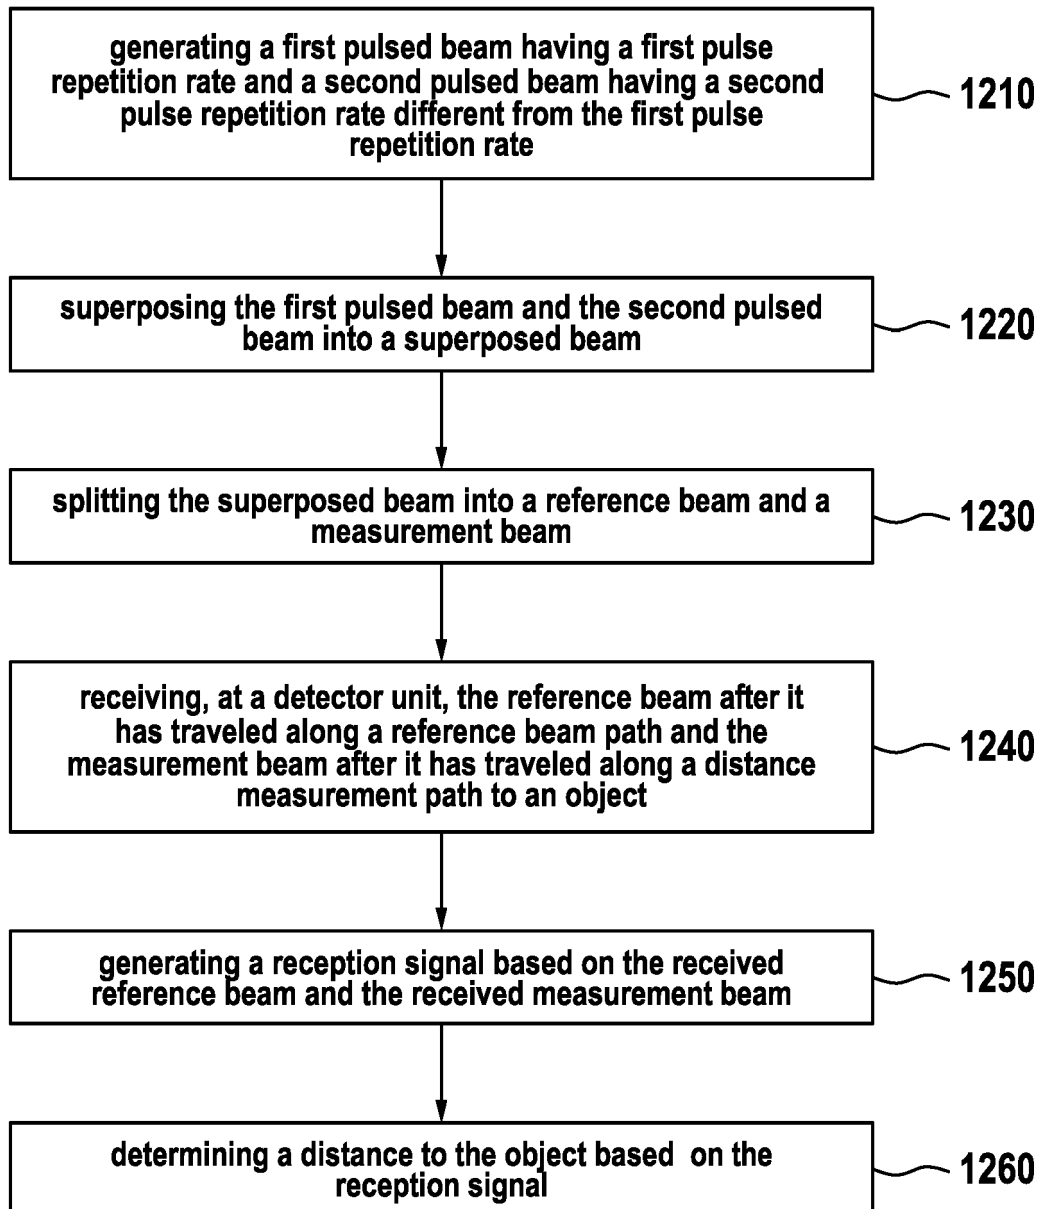 generating a first pulsed beam having a first pulse
repetition rate and a second pulsed beam having a second
pulse repetition rate different from the first pulse
repetition rate
1210
superposing the first pulsed beam and the second pulsed
beam into a superposed beam
1220
splitting the superposed beam into a reference beam and a
measurement beam
1230
receiving, at a detector unit, the reference beam after it
has traveled along a reference beam path and the
measurement beam after it has traveled along a distance
measurement path to an object
1240
generating a reception signal based on the received
reference beam and the received measurement beam
1250
determining a distance to the object based on the
reception signal
1260